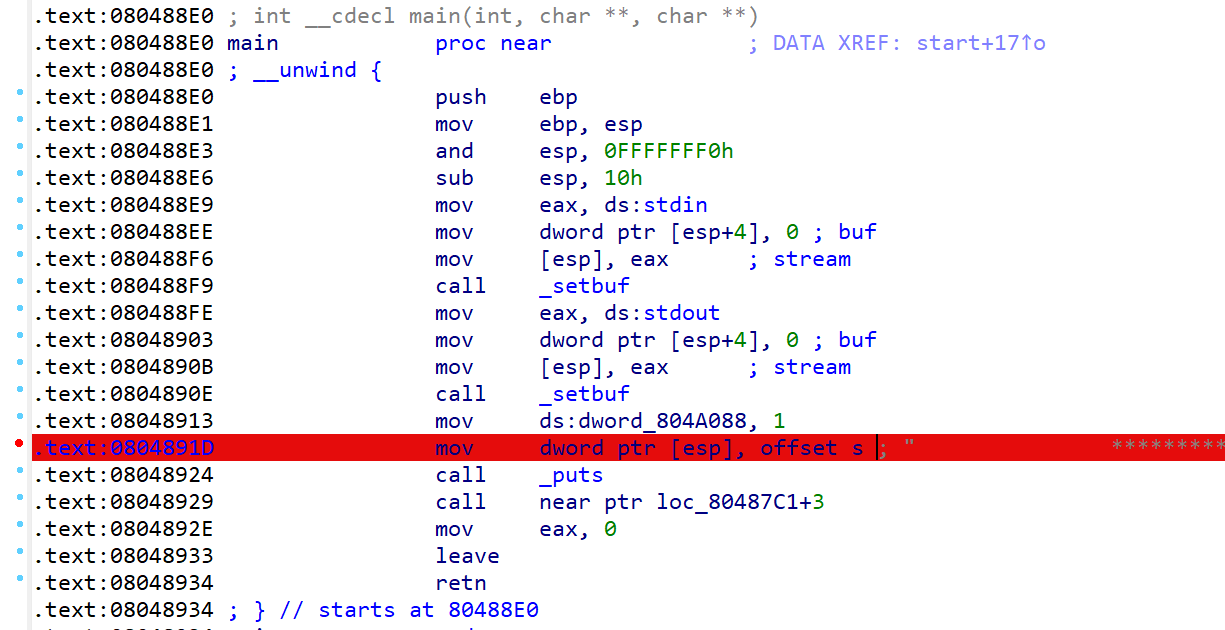 .text:080488E0 ; int __cdecl main(int, char **, char **)
.text:080488E0 main proc near ; DATA XREF: start+17↑o
.text:080488E0 ; __unwind {
.text:080488E0 push ebp
.text:080488E1 mov ebp, esp
.text:080488E3 and esp, 0FFFFFFF0h
.text:080488E6 sub esp, 10h
.text:080488E9 mov eax, ds:stdin
.text:080488EE mov dword ptr [esp+4], 0 ; buf
.text:080488F6 mov [esp], eax ; stream
.text:080488F9 call _setbuf
.text:080488FE mov eax, ds:stdout
.text:08048903 mov dword ptr [esp+4], 0 ; buf
.text:0804890B mov [esp], eax ; stream
.text:0804890E call _setbuf
.text:08048913 mov ds:dword_804A088, 1
.text:0804891D mov dword ptr [esp], offset s ; " *********
.text:08048924 call _puts
.text:08048929 call near ptr loc_80487C1+3
.text:0804892E mov eax, 0
.text:08048933 leave
.text:08048934 retn
.text:08048934 ; } // starts at 80488E0